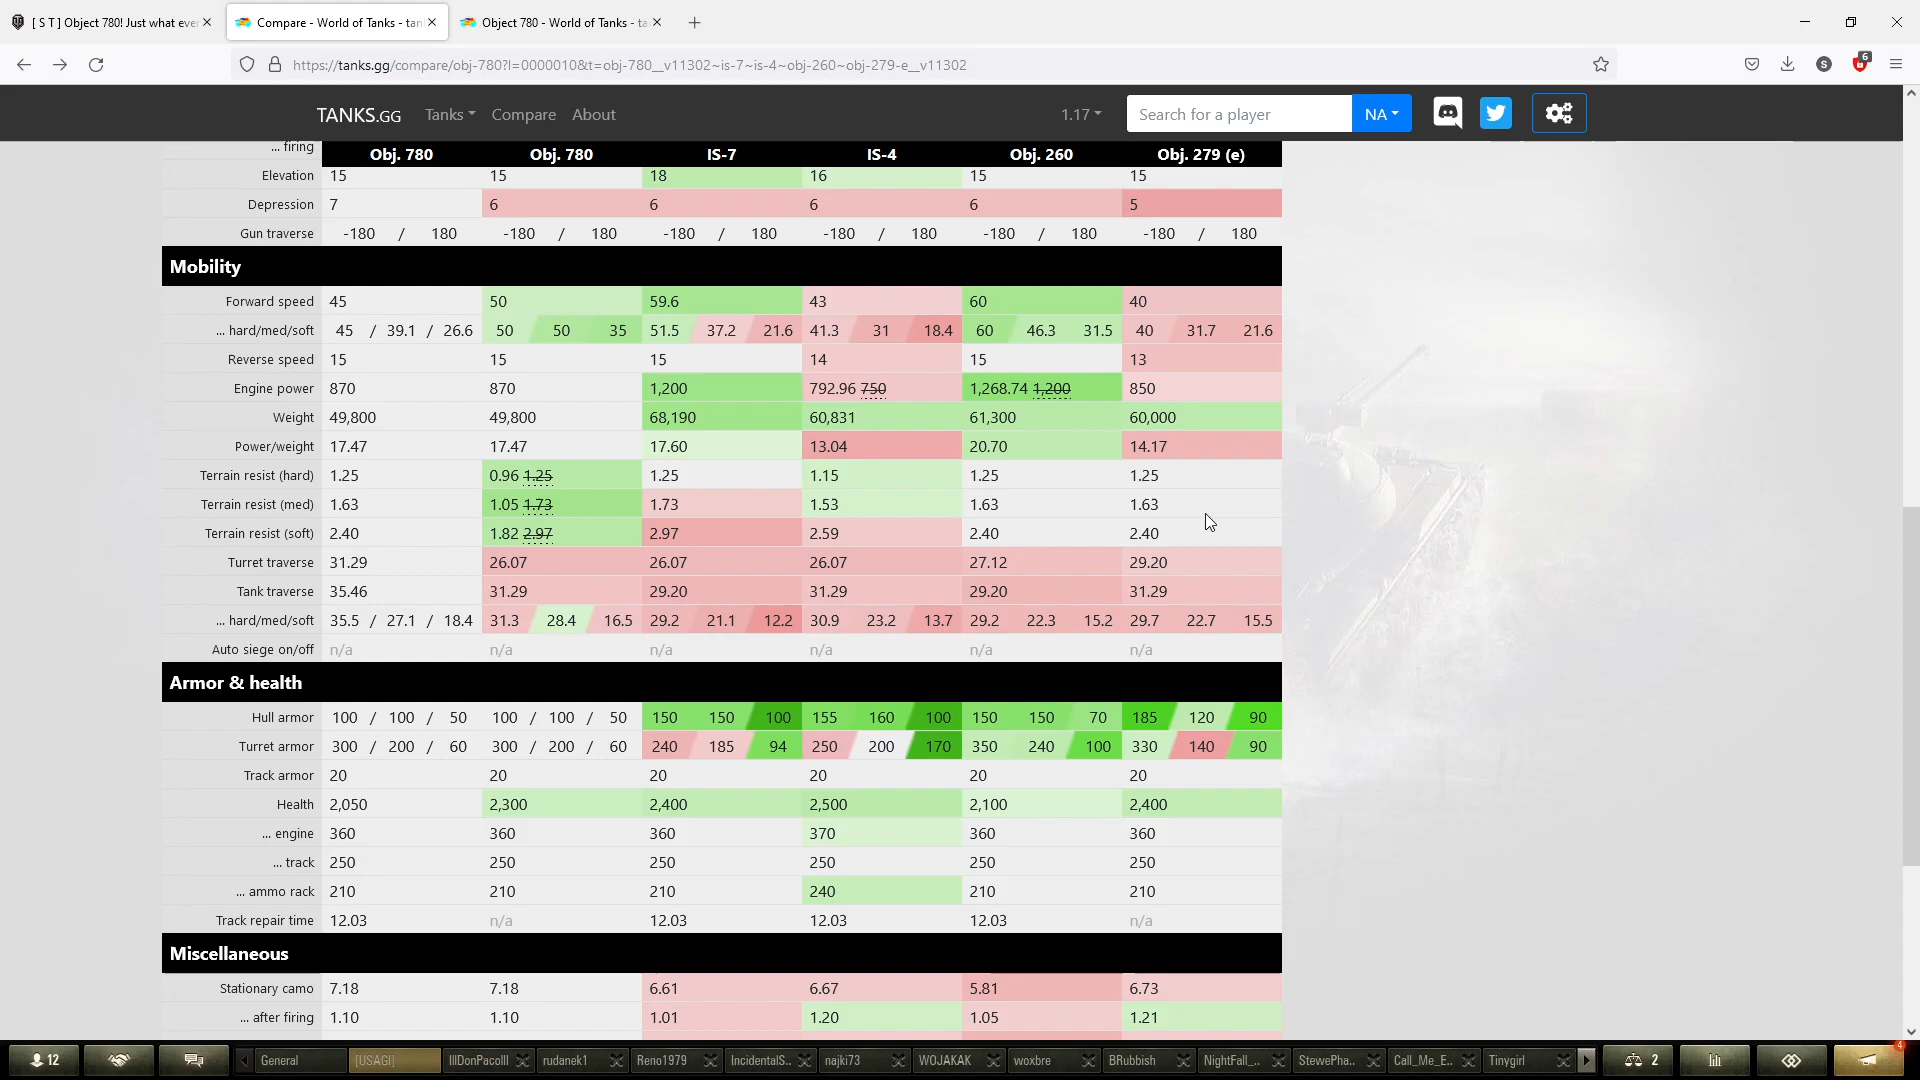 [ S T ] Object 780! Just what eve
Compare - World of Tanks - tan
Object 780 - World of Tanks - ta
https://tanks.gg/compare/obj-780?l=0000010&t=obj-780__v11302~is-7~is-4~obj-260~obj-279-e__v11302
S
6
TANKS.GG Tanks Compare About 1.17 Search for a player NA
... firing Obj. 780 Obj. 780 IS-7 IS-4 Obj. 260 Obj. 279 (e)
Elevation 15 15 18 16 15 15
Depression 7 6 6 6 6 5
Gun traverse -180 / 180 -180 / 180 -180 / 180 -180 / 180 -180 / 180 -180 / 180
Mobility
Forward speed 45 50 59.6 43 60 40
... hard/med/soft 45 / 39.1 / 26.6 50 50 35 51.5 37.2 21.6 41.3 31 18.4 60 46.3 31.5 40 31.7 21.6
Reverse speed 15 15 15 14 15 13
Engine power 870 870 1,200 792.96 750 1,268.74 1,200 850
Weight 49,800 49,800 68,190 60,831 61,300 60,000
Power/weight 17.47 17.47 17.60 13.04 20.70 14.17
Terrain resist (hard) 1.25 0.96 1.25 1.25 1.15 1.25 1.25
Terrain resist (med) 1.63 1.05 1.73 1.73 1.53 1.63 1.63
Terrain resist (soft) 2.40 1.82 2.97 2.97 2.59 2.40 2.40
Turret traverse 31.29 26.07 26.07 26.07 27.12 29.20
Tank traverse 35.46 31.29 29.20 31.29 29.20 31.29
... hard/med/soft 35.5 / 27.1 / 18.4 31.3 28.4 16.5 29.2 21.1 12.2 30.9 23.2 13.7 29.2 22.3 15.2 29.7 22.7 15.5
Auto siege on/off n/a n/a n/a n/a n/a n/a
Armor & health
Hull armor 100 / 100 / 50 100 / 100 / 50 150 150 100 155 160 100 150 150 70 185 120 90
Turret armor 300 / 200 / 60 300 / 200 / 60 240 185 94 250 200 170 350 240 100 330 140 90
Track armor 20 20 20 20 20 20
Health 2,050 2,300 2,400 2,500 2,100 2,400
... engine 360 360 360 370 360 360
... track 250 250 250 250 250 250
... ammo rack 210 210 210 240 210 210
Track repair time 12.03 n/a 12.03 12.03 12.03 n/a
Miscellaneous
Stationary camo 7.18 7.18 6.61 6.67 5.81 6.73
... after firing 1.10 1.10 1.01 1.20 1.05 1.21
12 General [USAGI] IllDonPacoIll rudanek1 Reno1979 IncidentalS.. najki73 WOJAKAK woxbre BRubbish NightFall_.. StewePha.. Call_Me_E.. Tinygirl 2 4